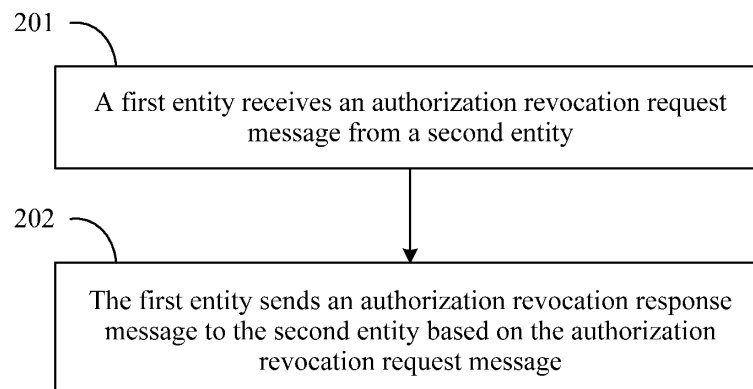 201
A first entity receives an authorization revocation request
message from a second entity
202
The first entity sends an authorization revocation response
message to the second entity based on the authorization
revocation request message